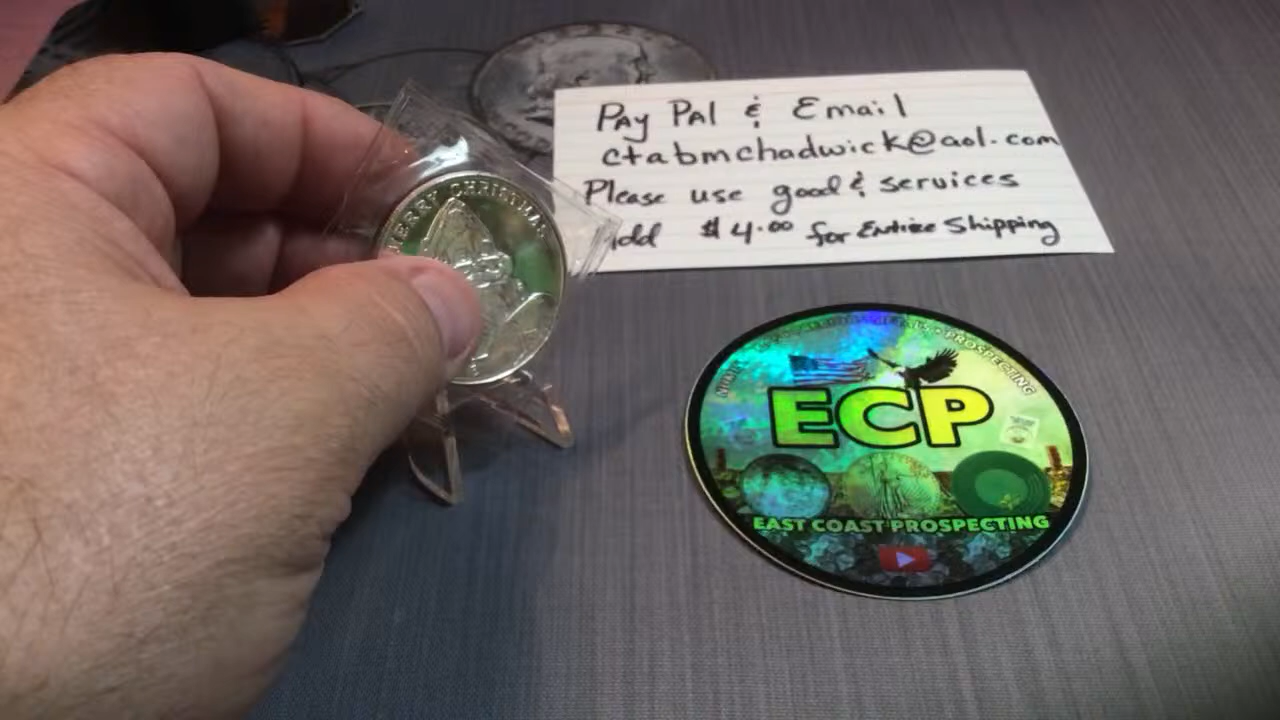 Pay Pal & Email
ctabmchadwick@aol.com
Please use good & services
add $4.00 for Entire Shipping
MERRY CHRISTMAS
PROSPECTING
ECP
EAST COAST PROSPECTING